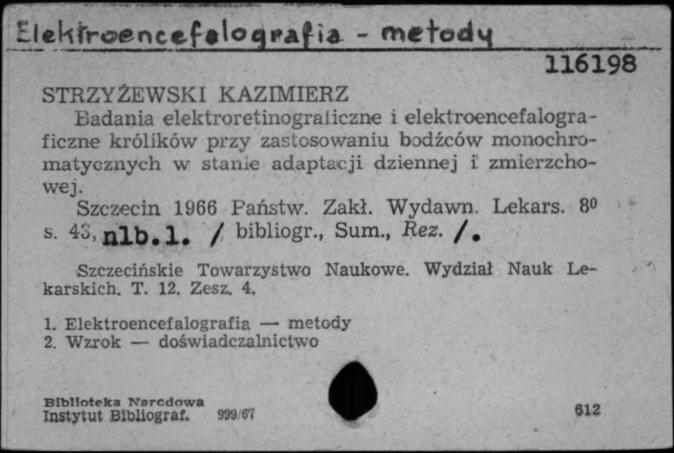 Elektroencefalografia - metody
116198
STRZYŻEWSKI KAZIMIERZ
Badania elektroretinograficzne i elektroencefalogra-
ficzne królików przy zastosowaniu bodźców monochro-
matycznych w stanie adaptacji dziennej i zmierzcho-
wej.
Szczecin 1966 Państw. Zakł. Wydawn. Lekars. 8⁰
s. 43, nlb.1. / bibliogr., Sum., Rez. /.
Szczecińskie Towarzystwo Naukowe. Wydział Nauk Le-
karskich. T. 12. Zesz. 4.
1. Elektroencefalografia — metody
2. Wzrok — doświadczalnictwo
Biblioteka Narodowa
Instytut Bibliograf. 999/67 612